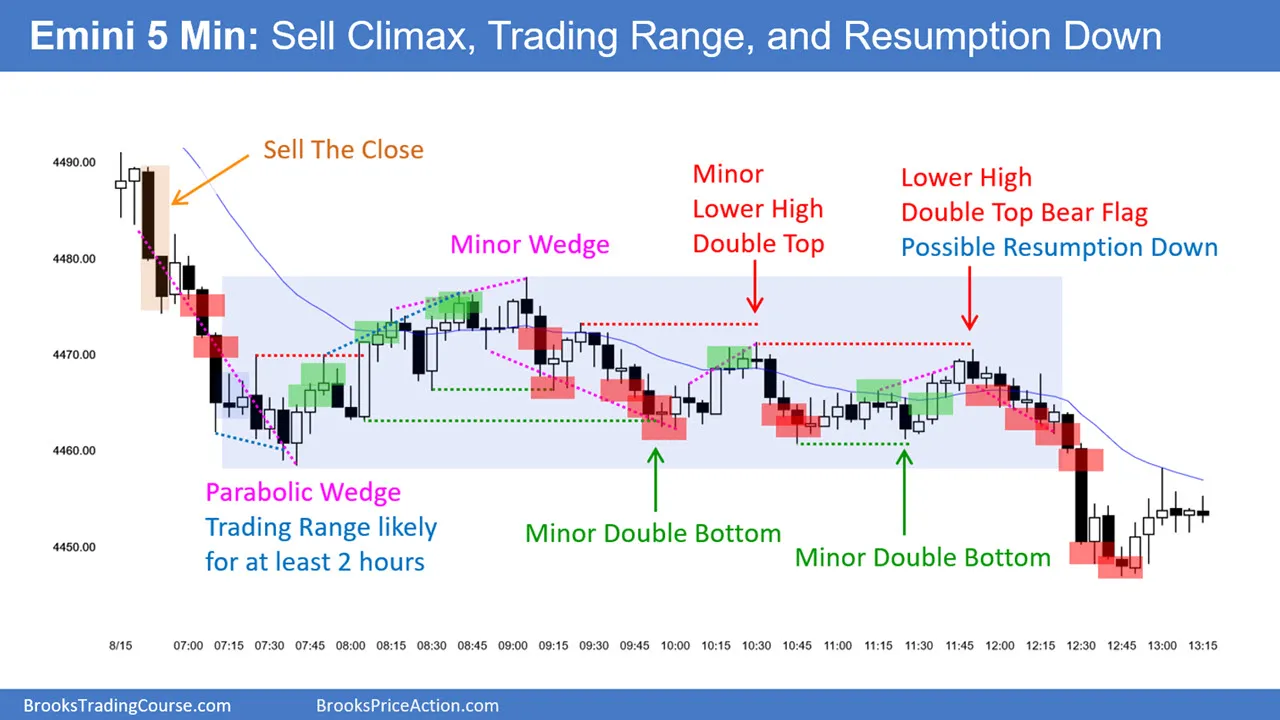 Emini 5 Min: Sell Climax, Trading Range, and Resumption Down
Sell The Close
Minor Wedge
Minor
Lower High
Double Top
Lower High
Double Top Bear Flag
Possible Resumption Down
4490.00
4480.00
4470.00
4460.00
4450.00
Parabolic Wedge
Trading Range likely
for at least 2 hours
Minor Double Bottom
Minor Double Bottom
8/15 07:00 07:15 07:30 07:45 08:00 08:15 08:30 08:45 09:00 09:15 09:30 09:45 10:00 10:15 10:30 10:45 11:00 11:15 11:30 11:45 12:00 12:15 12:30 12:45 13:00 13:15
BrooksTradingCourse.com
BrooksPriceAction.com